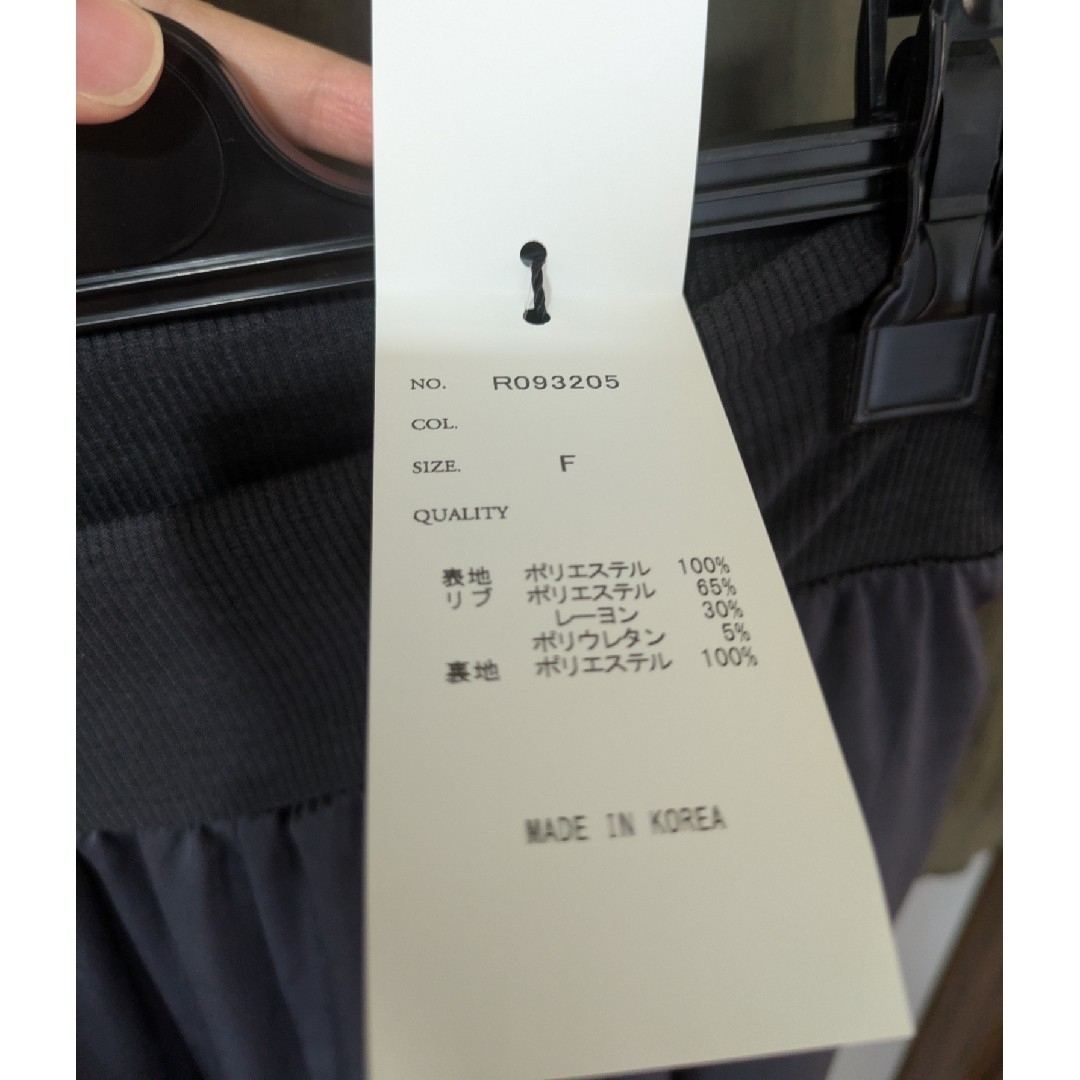 NO. R093205
COL.
SIZE. F
QUALITY
表地 ポリエステル 100%
リブ ポリエステル 65%
レーヨン 30%
ポリウレタン 5%
裏地 ポリエステル 100%
MADE IN KOREA